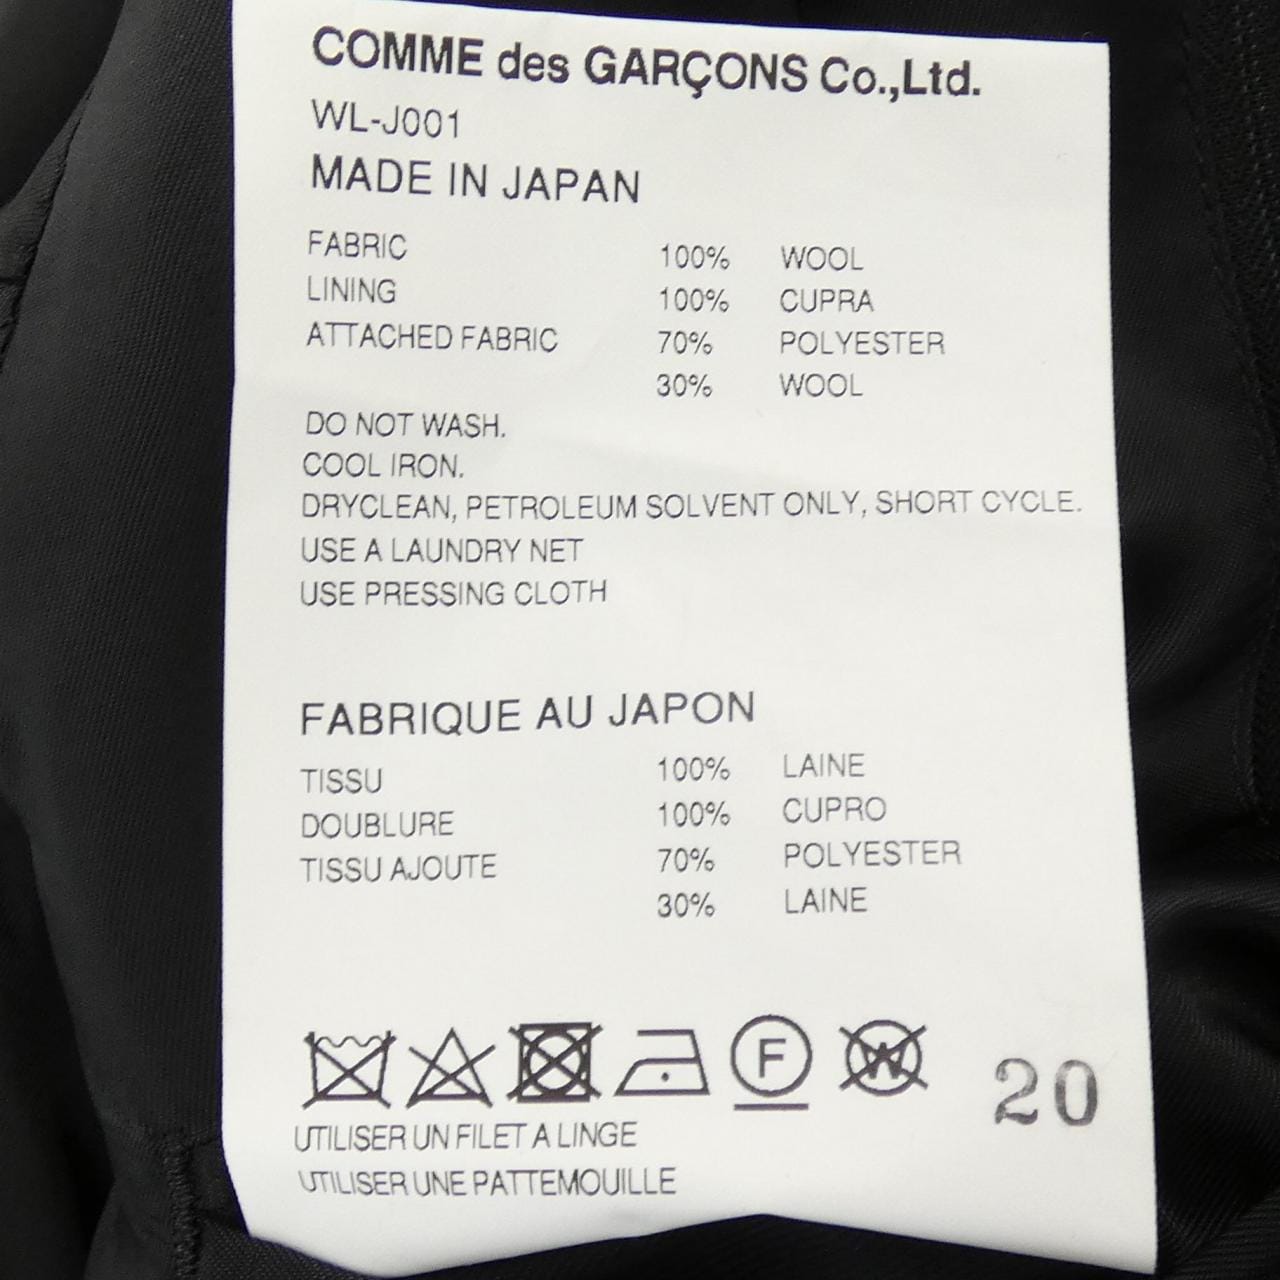 COMME des GARÇONS Co.,Ltd.
WL-J001
MADE IN JAPAN
FABRIC 100% WOOL
LINING 100% CUPRA
ATTACHED FABRIC 70% POLYESTER
30% WOOL
DO NOT WASH.
COOL IRON.
DRYCLEAN, PETROLEUM SOLVENT ONLY, SHORT CYCLE.
USE A LAUNDRY NET
USE PRESSING CLOTH
FABRIQUE AU JAPON
TISSU 100% LAINE
DOUBLURE 100% CUPRO
TISSU AJOUTE 70% POLYESTER
30% LAINE
F W 20
UTILISER UN FILET A LINGE
UTILISER UNE PATTEMOUILLE